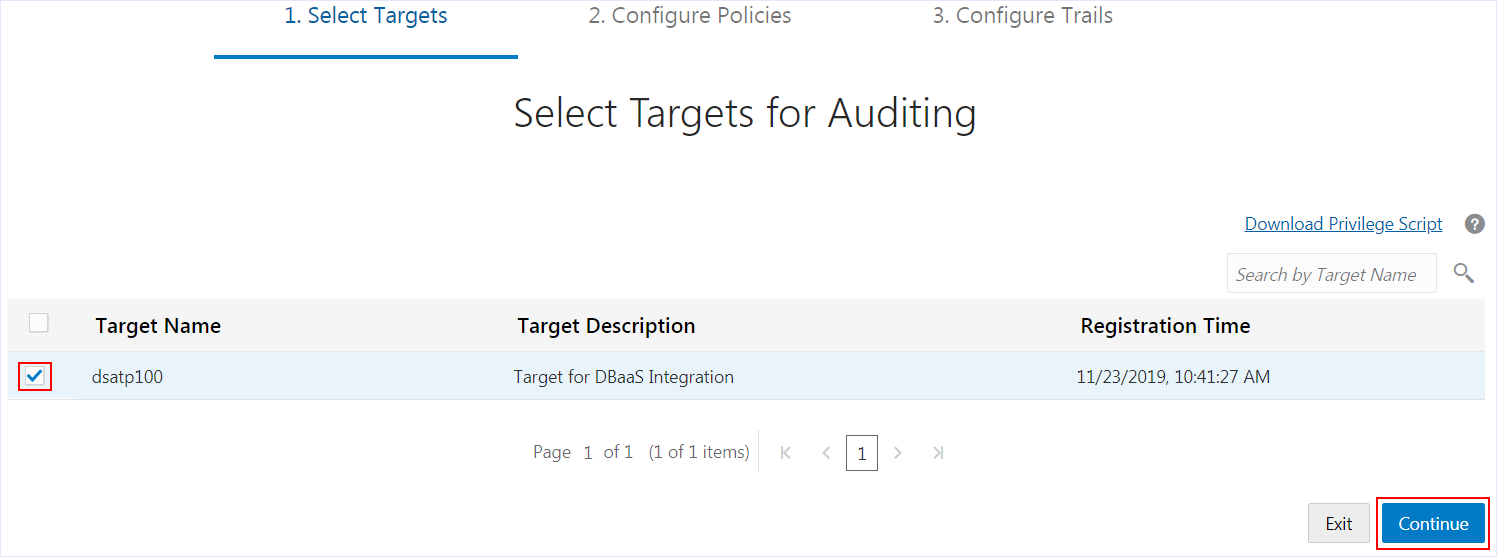 1. Select Targets 2. Configure Policies 3. Configure Trails
Select Targets for Auditing
Download Privilege Script ?
Search by Target Name
Target Name Target Description Registration Time
dsatp100 Target for DBaaS Integration 11/23/2019, 10:41:27 AM
Page 1 of 1 (1 of 1 items) 1
Exit Continue